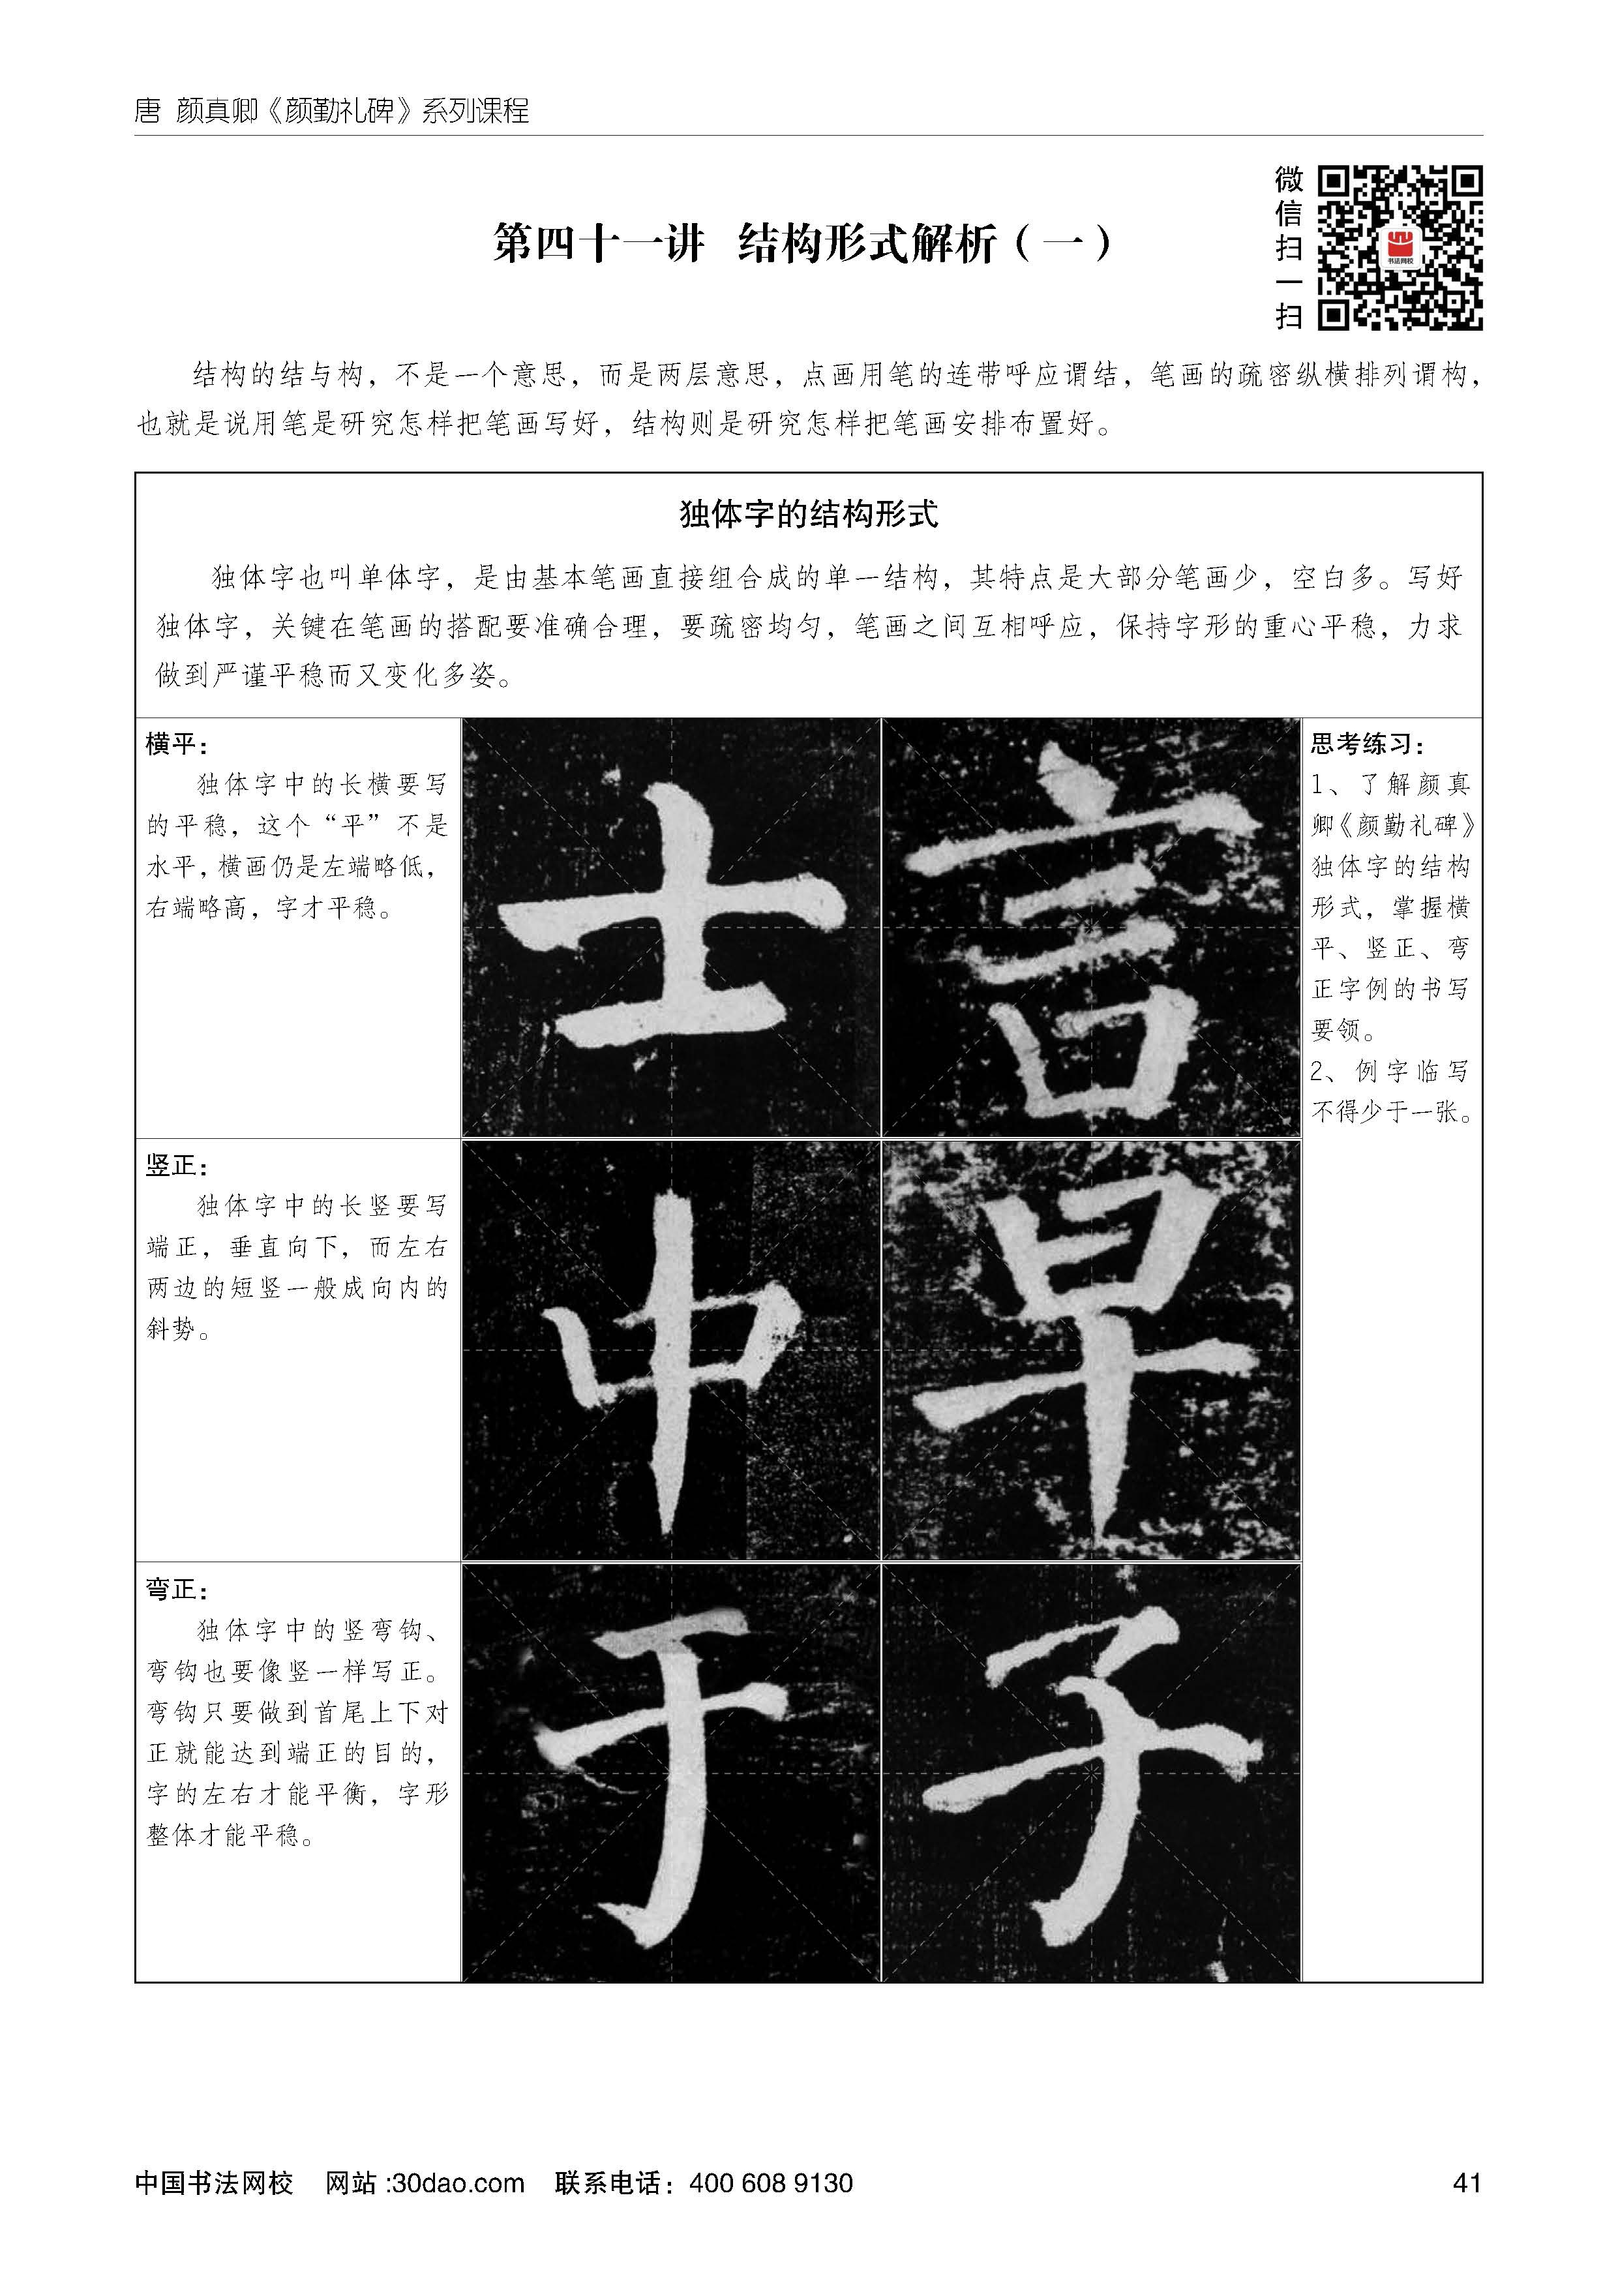 唐 颜真卿《颜勤礼碑》系列课程
微信扫一扫
书法网校
第四十一讲 结构形式解析（一）
结构的结与构，不是一个意思，而是两层意思，点画用笔的连带呼应谓结，笔画的疏密纵横排列谓构，
也就是说用笔是研究怎样把笔画写好，结构则是研究怎样把笔画安排布置好。
独体字的结构形式
独体字也叫单体字，是由基本笔画直接组合成的单一结构，其特点是大部分笔画少，空白多。写好
独体字，关键在笔画的搭配要准确合理，要疏密均匀，笔画之间互相呼应，保持字形的重心平稳，力求
做到严谨平稳而又变化多姿。
横平：
独体字中的长横要写
的平稳，这个“平”不是
水平，横画仍是左端略低，
右端略高，字才平稳。
士 言
思考练习：
1、了解颜真
卿《颜勤礼碑》
独体字的结构
形式，掌握横
平、竖正、弯
正字例的书写
要领。
2、例字临写
不得少于一张。
竖正：
独体字中的长竖要写
端正，垂直向下，而左右
两边的短竖一般成向内的
斜势。
中 早
弯正：
独体字中的竖弯钩、
弯钩也要像竖一样写正。
弯钩只要做到首尾上下对
正就能达到端正的目的，
字的左右才能平衡，字形
整体才能平稳。
于 子
中国书法网校 网站:30dao.com 联系电话：400 608 9130
41